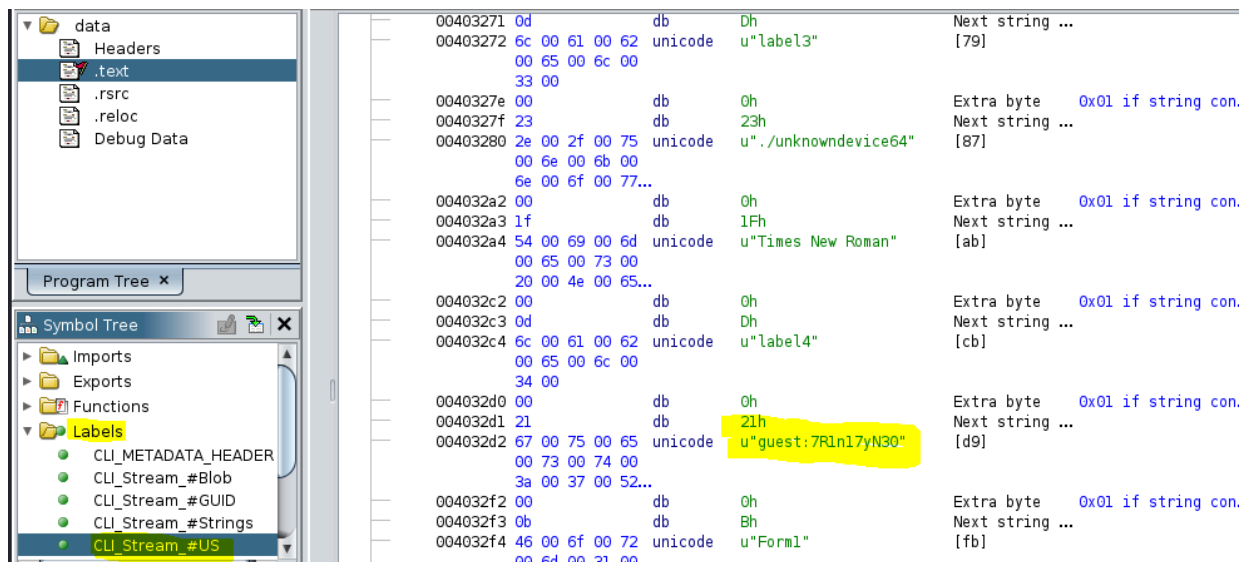 data
Headers
.text
.rsrc
.reloc
Debug Data
Program Tree ×
Symbol Tree
Imports
Exports
Functions
Labels
CLI_METADATA_HEADER
CLI_Stream_#Blob
CLI_Stream_#GUID
CLI_Stream_#Strings
CLI_Stream_#US
00403271 0d db Dh Next string ...
00403272 6c 00 61 00 62 unicode u"label3" [79]
00 65 00 6c 00
33 00
0040327e 00 db 0h Extra byte 0x01 if string con.
0040327f 23 db 23h Next string ...
00403280 2e 00 2f 00 75 unicode u"./unknowndevice64" [87]
00 6e 00 6b 00
6e 00 6f 00 77...
004032a2 00 db 0h Extra byte 0x01 if string con.
004032a3 1f db 1Fh Next string ...
004032a4 54 00 69 00 6d unicode u"Times New Roman" [ab]
00 65 00 73 00
20 00 4e 00 65...
004032c2 00 db 0h Extra byte 0x01 if string con.
004032c3 0d db Dh Next string ...
004032c4 6c 00 61 00 62 unicode u"label4" [cb]
00 65 00 6c 00
34 00
004032d0 00 db 0h Extra byte 0x01 if string con.
004032d1 21 db 21h Next string ...
004032d2 67 00 75 00 65 unicode u"guest:7R1n17yN30" [d9]
00 73 00 74 00
3a 00 37 00 52...
004032f2 00 db 0h Extra byte 0x01 if string con.
004032f3 0b db Bh Next string ...
004032f4 46 00 6f 00 72 unicode u"Form1" [fb]
00 6d 00 31 00